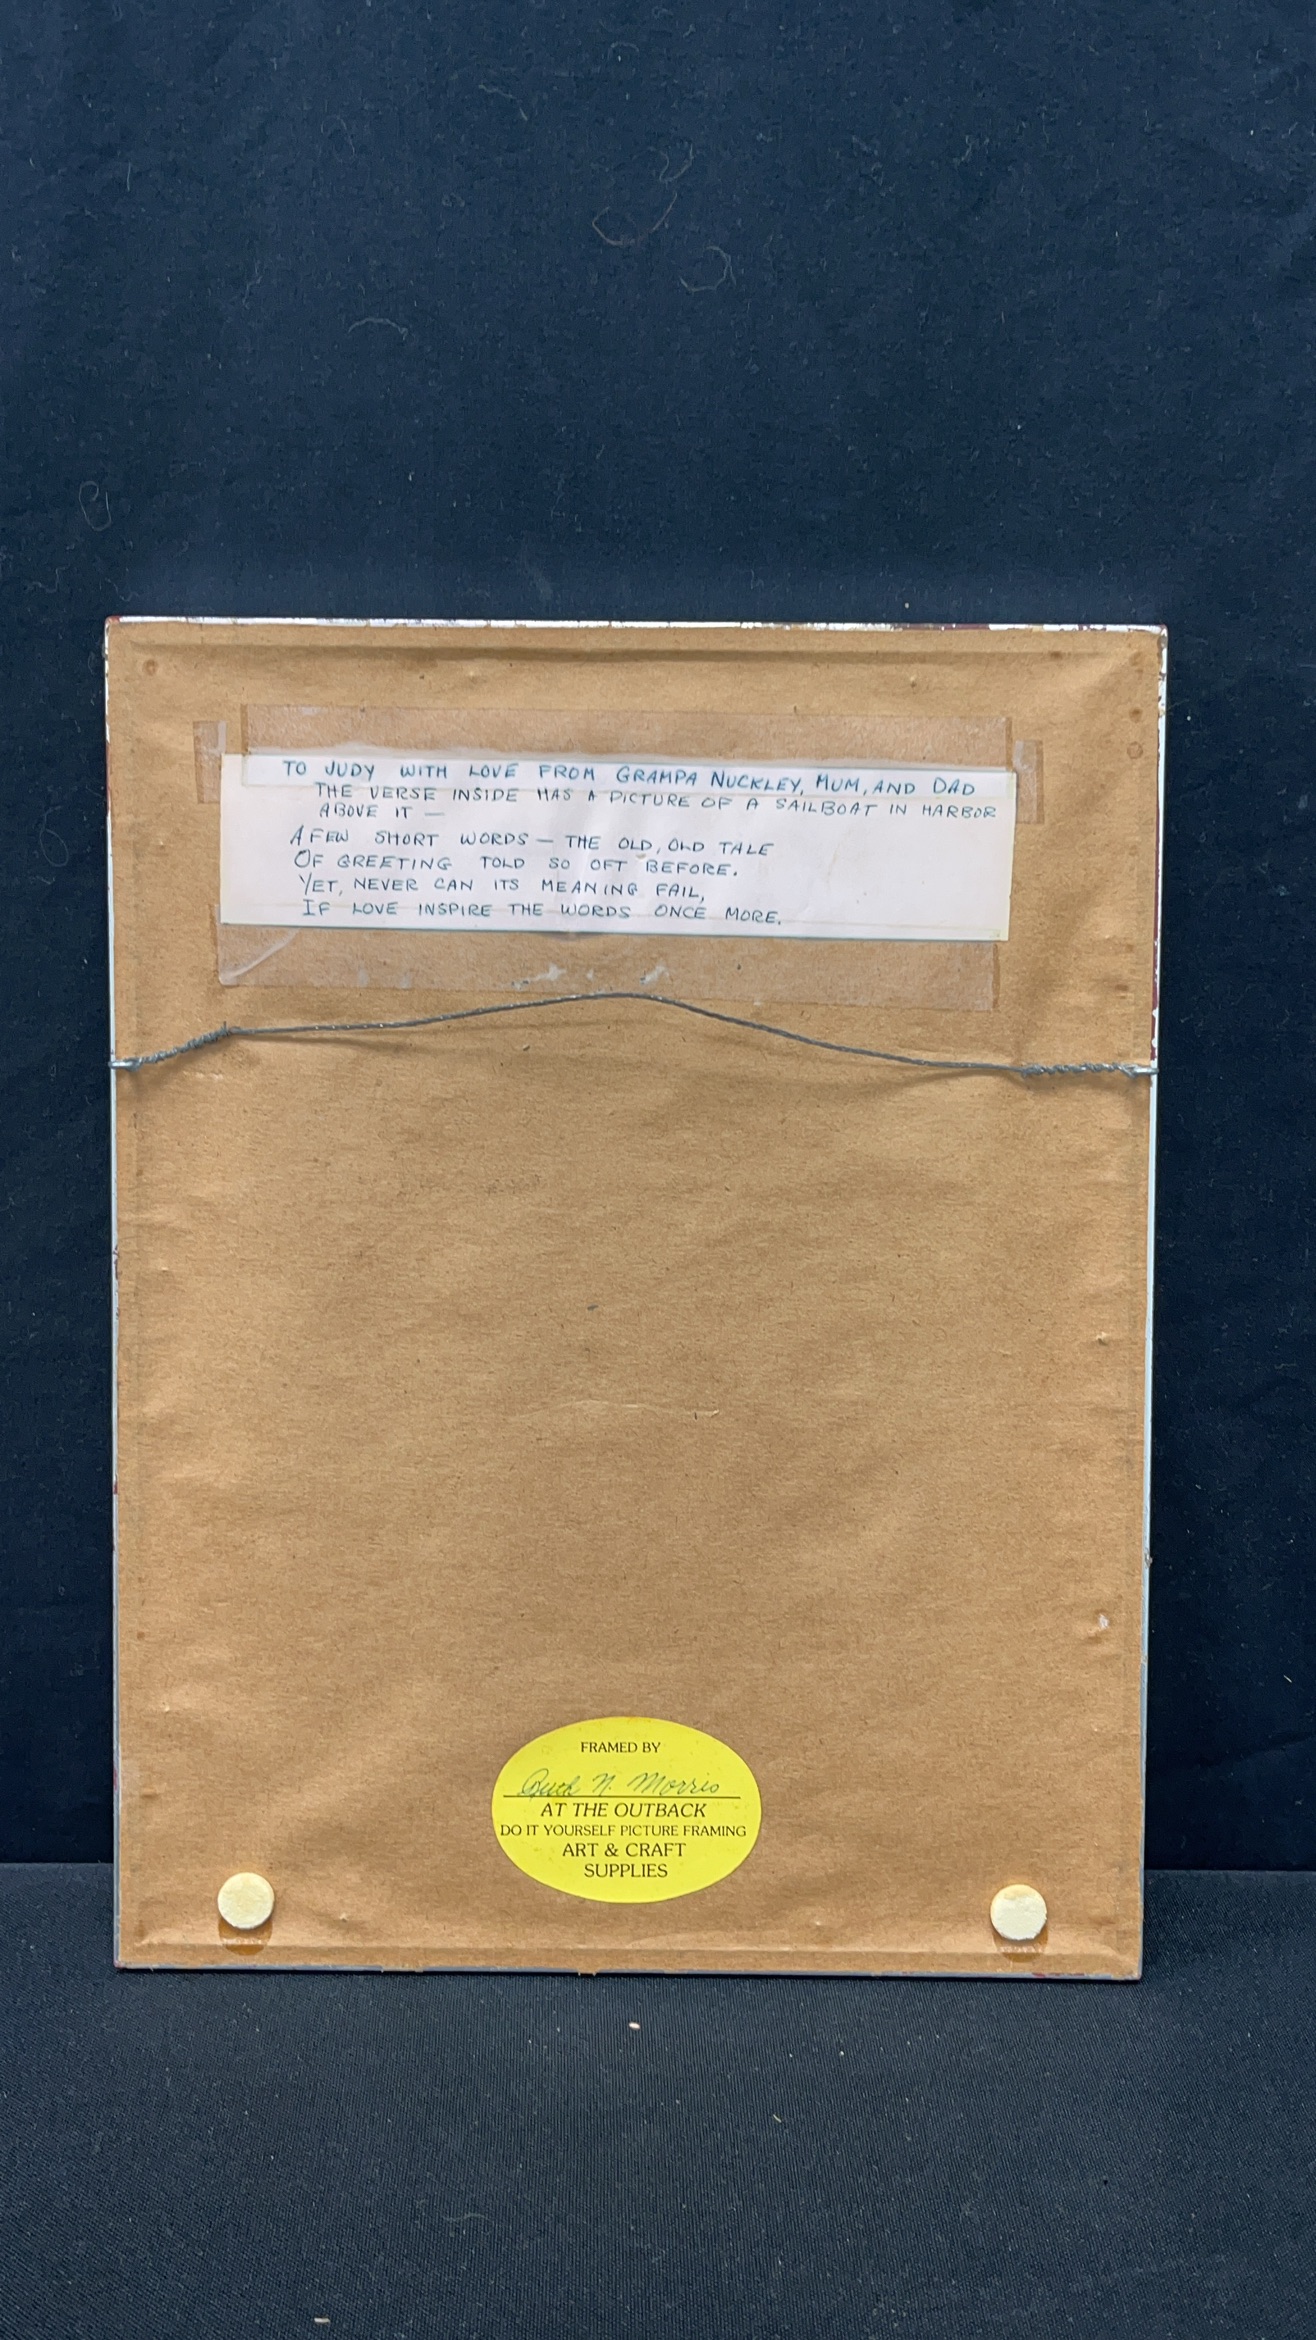 TO JUDY WITH LOVE FROM GRAMPA NUCKLEY, MUM, AND DAD
THE VERSE INSIDE HAS A PICTURE OF A SAILBOAT IN HARBOR
ABOVE IT —
A FEW SHORT WORDS — THE OLD, OLD TALE
OF GREETING TOLD SO OFT BEFORE.
YET, NEVER CAN ITS MEANING FAIL,
IF LOVE INSPIRE THE WORDS ONCE MORE.
FRAMED BY
N. Morris
AT THE OUTBACK
DO IT YOURSELF PICTURE FRAMING
ART & CRAFT
SUPPLIES